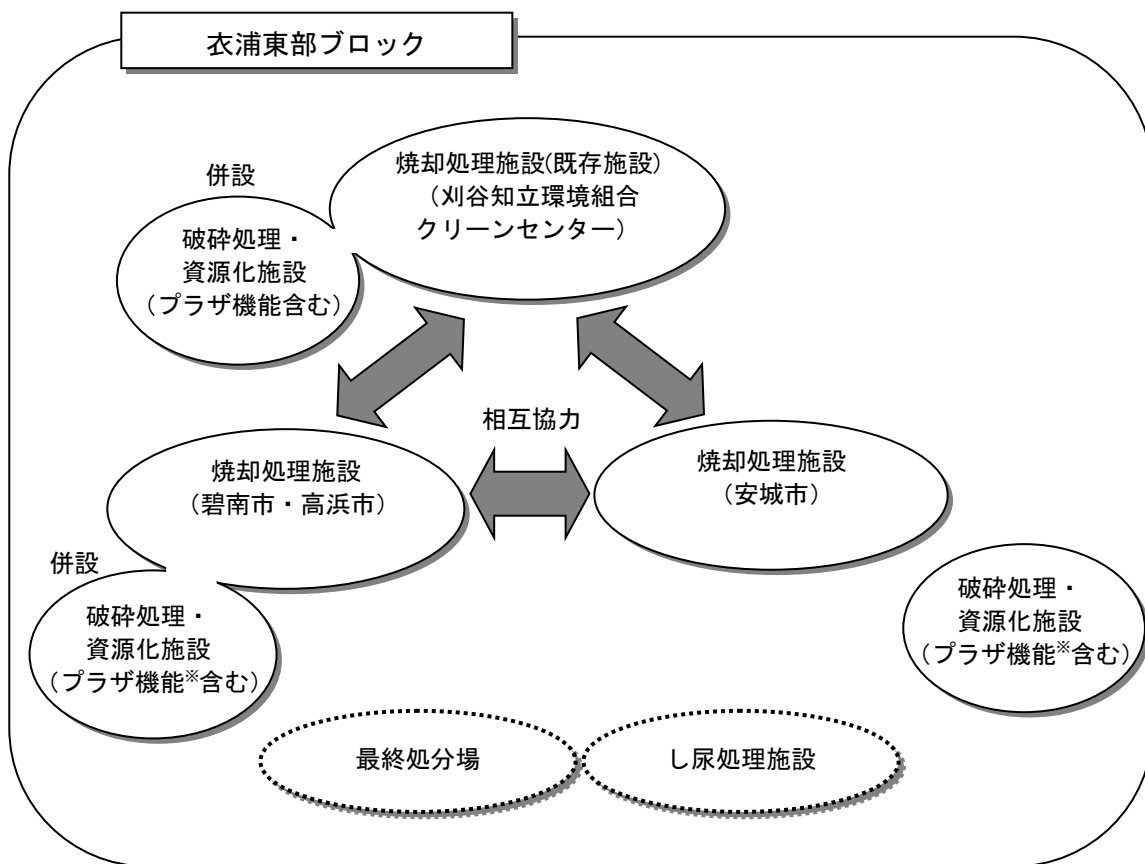 衣浦東部ブロック
焼却処理施設(既存施設)
（刈谷知立環境組合
クリーンセンター）
併設
破砕処理・
資源化施設
（プラザ機能含む）
相互協力
焼却処理施設
（碧南市・高浜市）
焼却処理施設
（安城市）
併設
破砕処理・
資源化施設
（プラザ機能※含む）
破砕処理・
資源化施設
（プラザ機能※含む）
最終処分場
し尿処理施設